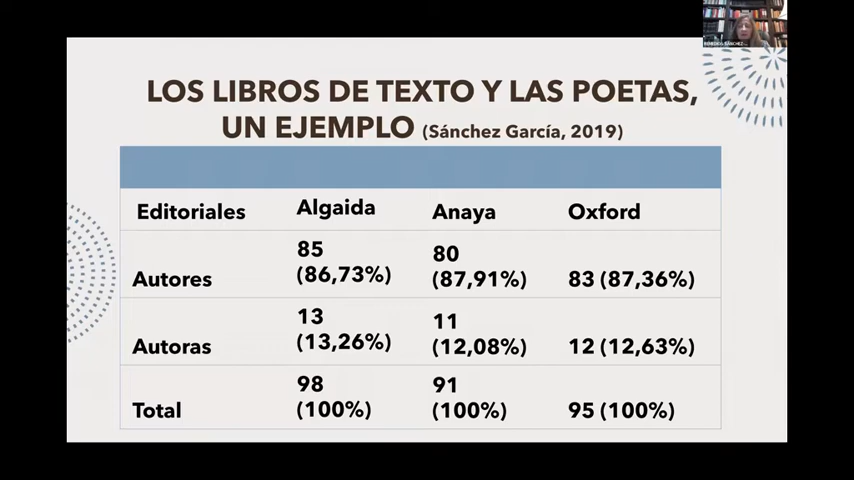 LOS LIBROS DE TEXTO Y LAS POETAS,
UN EJEMPLO (Sánchez García, 2019)
Editoriales Algaida Anaya Oxford
Autores 85 (86,73%) 80 (87,91%) 83 (87,36%)
Autoras 13 (13,26%) 11 (12,08%) 12 (12,63%)
Total 98 (100%) 91 (100%) 95 (100%)